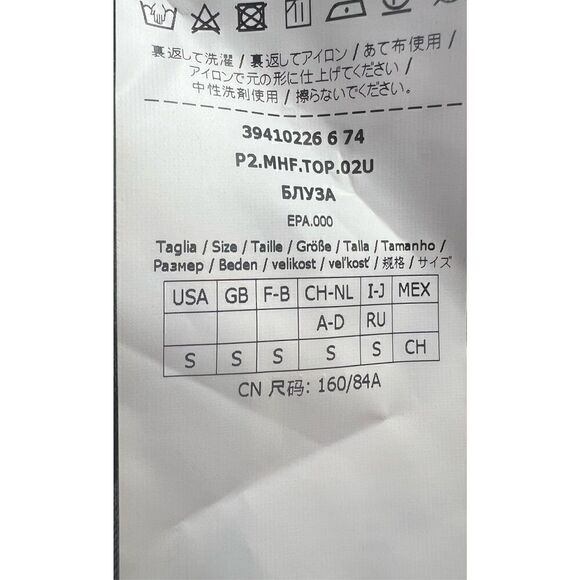 裏返して洗濯 / 裏返してアイロン / あて布使用 /
アイロンで元の形に仕上げてください /
中性洗剤使用 / 擦らないでください。
39410226 6 74
P2.MHF.TOP.02U
БЛУЗА
EPA.000
Taglia / Size / Taille / Größe / Talla / Tamanho /
Размер / Beden / velikost / veľkosť / 规格 / サイズ
USA GB F-B CH-NL I-J MEX
A-D RU
S S S S S CH
CN 尺码: 160/84A